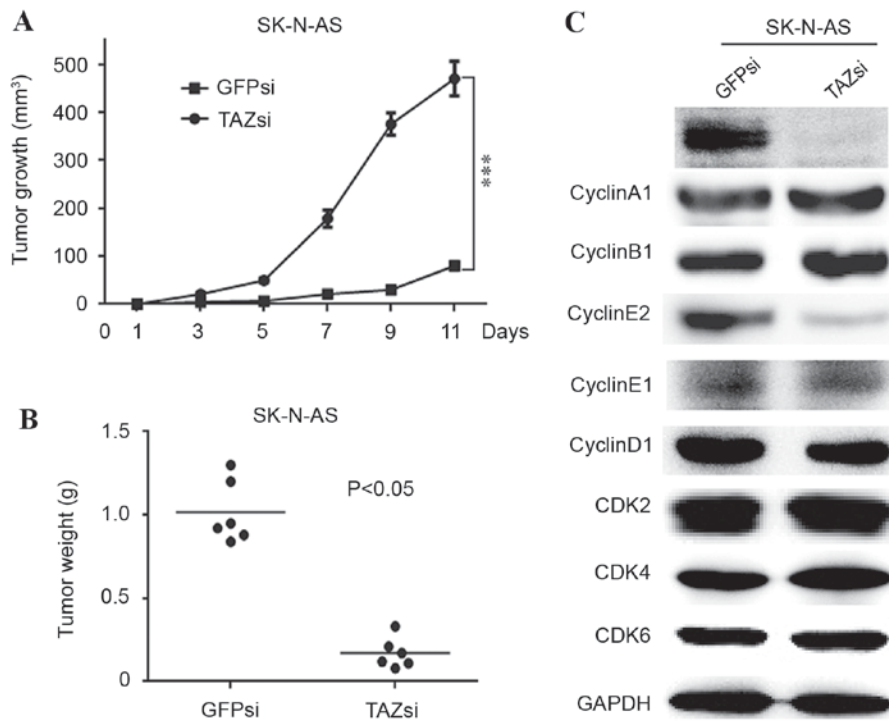 A
SK-N-AS
Tumor growth (mm³)
500
400
300
200
100
0
GFPsi
TAZsi
***
0 1 3 5 7 9 11 Days
B
SK-N-AS
Tumor weight (g)
1.5
1.0
0.5
0
P<0.05
GFPsi TAZsi
C
SK-N-AS
GFPsi TAZsi
CyclinA1
CyclinB1
CyclinE2
CyclinE1
CyclinD1
CDK2
CDK4
CDK6
GAPDH